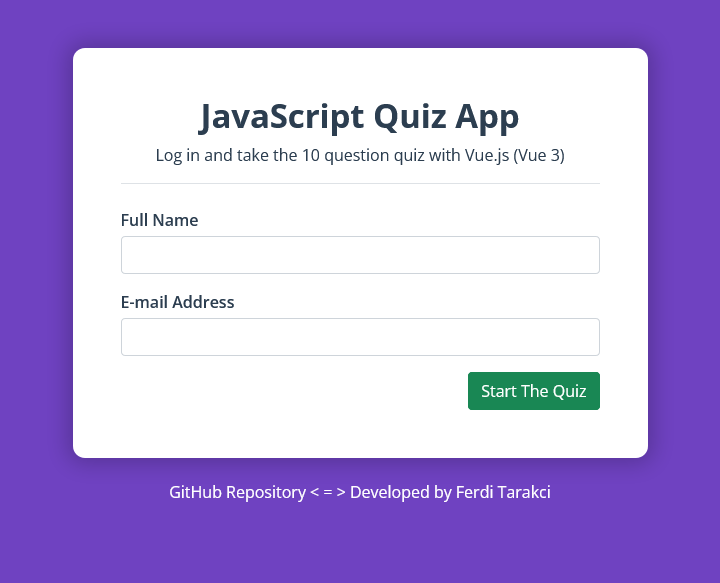 JavaScript Quiz App
Log in and take the 10 question quiz with Vue.js (Vue 3)
Full Name
E-mail Address
Start The Quiz
GitHub Repository < = > Developed by Ferdi Tarakci